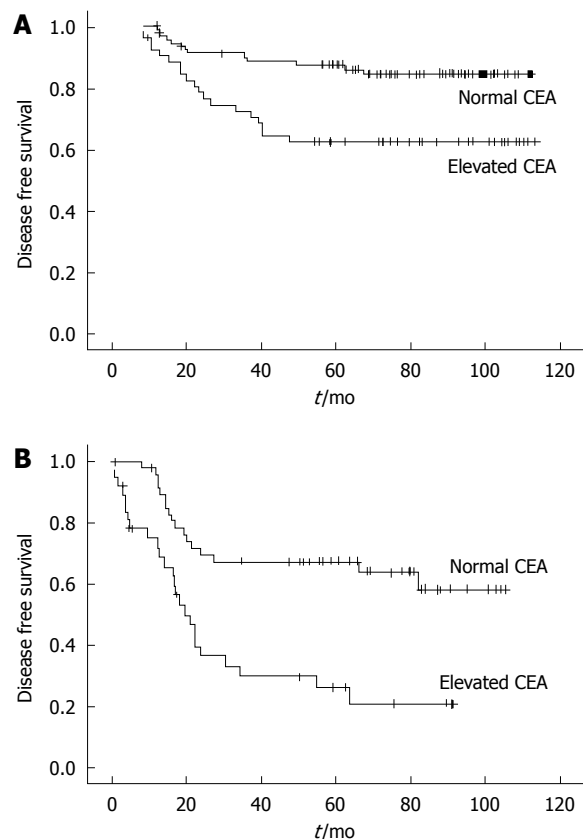 A
Disease free survival
1.0
0.8
0.6
0.4
0.2
0.0
Normal CEA
Elevated CEA
0 20 40 60 80 100 120
t/mo
B
Disease free survival
1.0
0.8
0.6
0.4
0.2
0.0
Normal CEA
Elevated CEA
0 20 40 60 80 100 120
t/mo